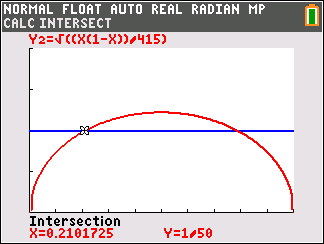 NORMAL FLOAT AUTO REAL RADIAN MP
CALC INTERSECT
Y₂=√((X(1-X))/415)
Intersection
X=0.2101725 Y=1/50